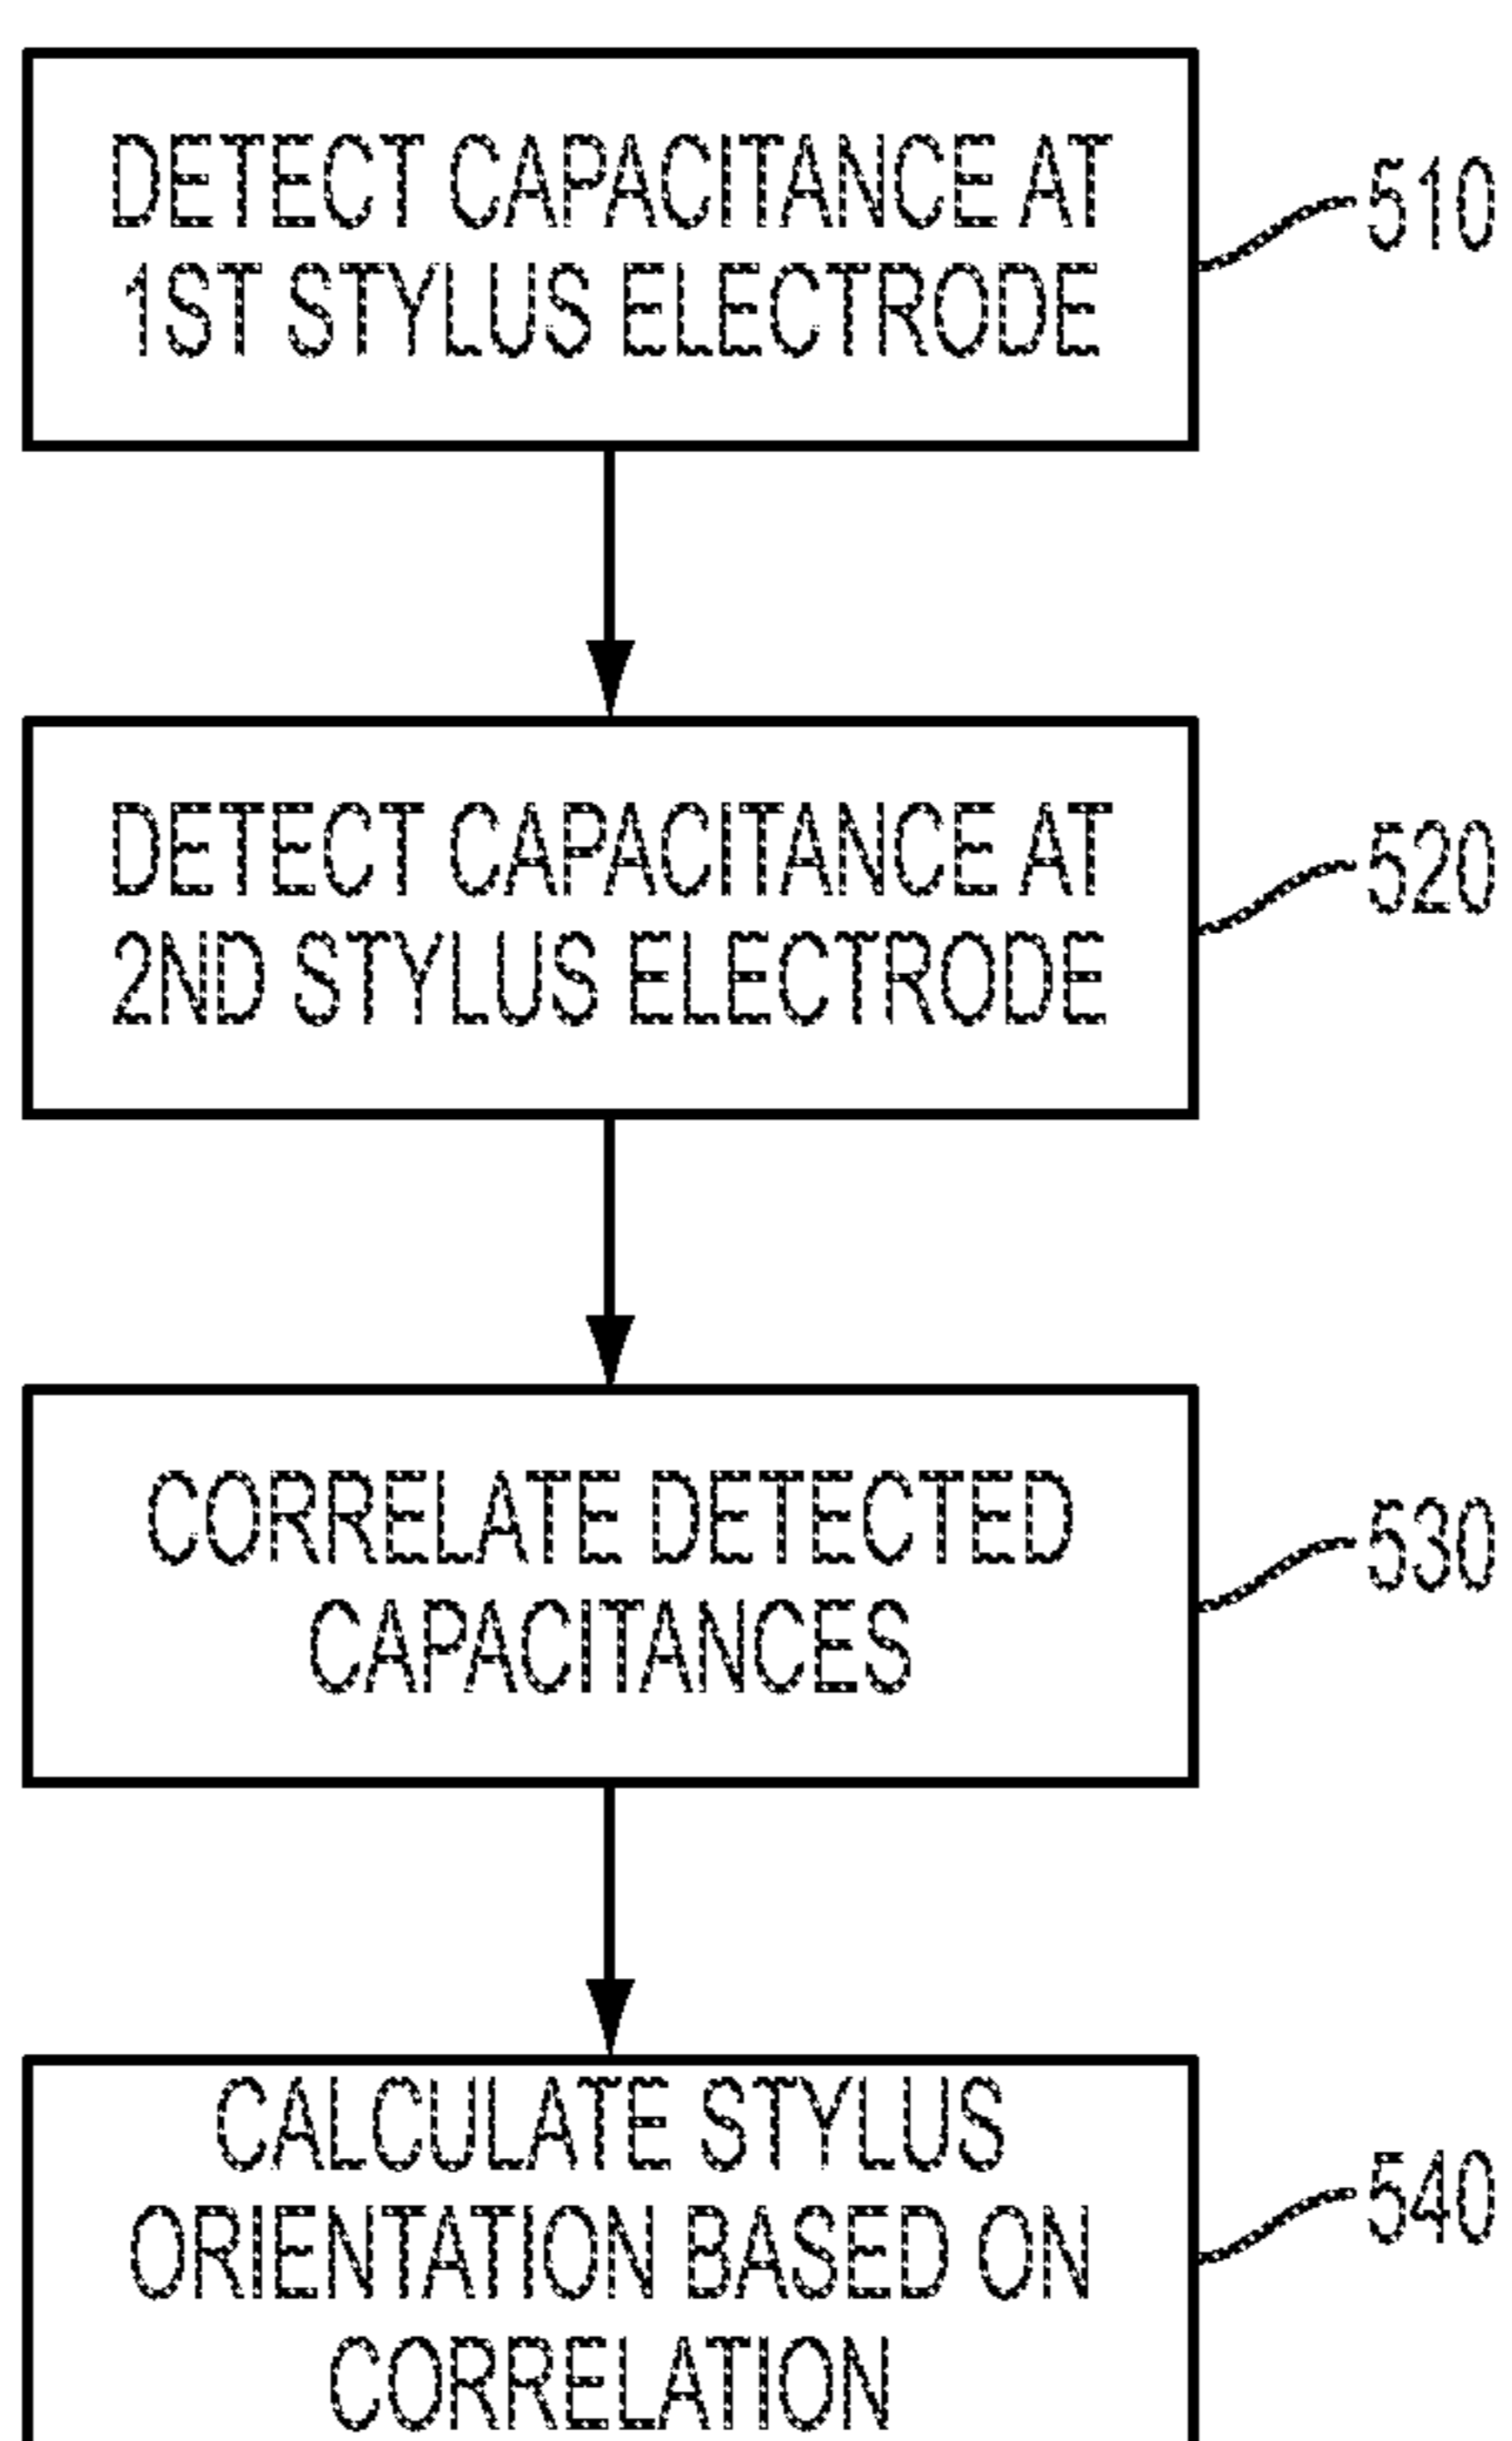 DETECT CAPACITANCE AT
1ST STYLUS ELECTRODE
510
DETECT CAPACITANCE AT
2ND STYLUS ELECTRODE
520
CORRELATE DETECTED
CAPACITANCES
530
CALCULATE STYLUS
ORIENTATION BASED ON
CORRELATION
540